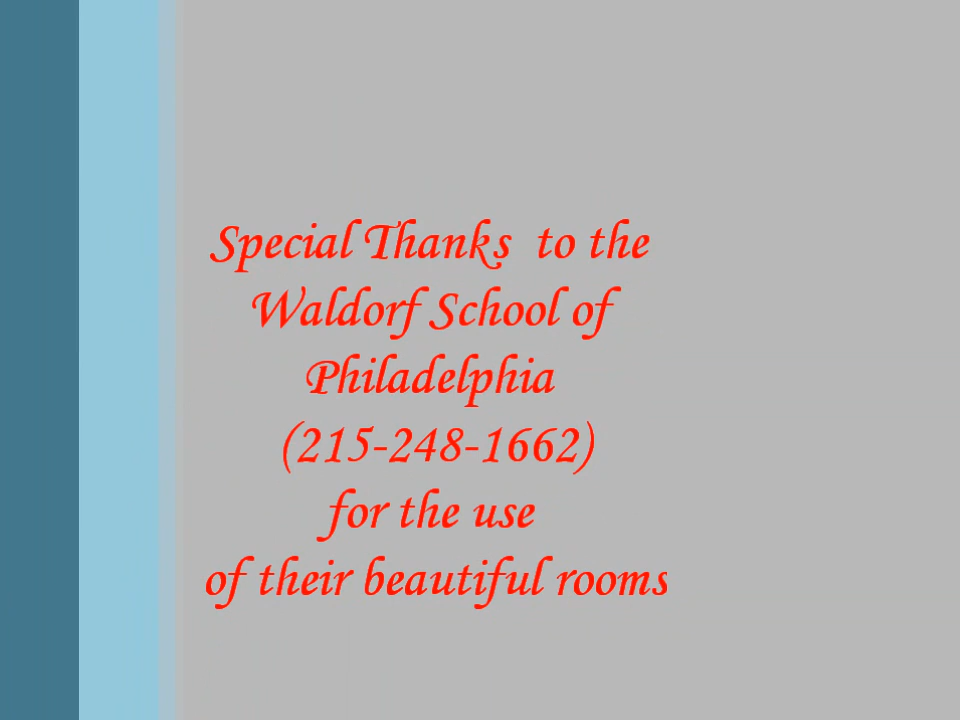 Special Thanks  to the
Waldorf School of
Philadelphia
(215-248-1662)
for the use
of their beautiful rooms